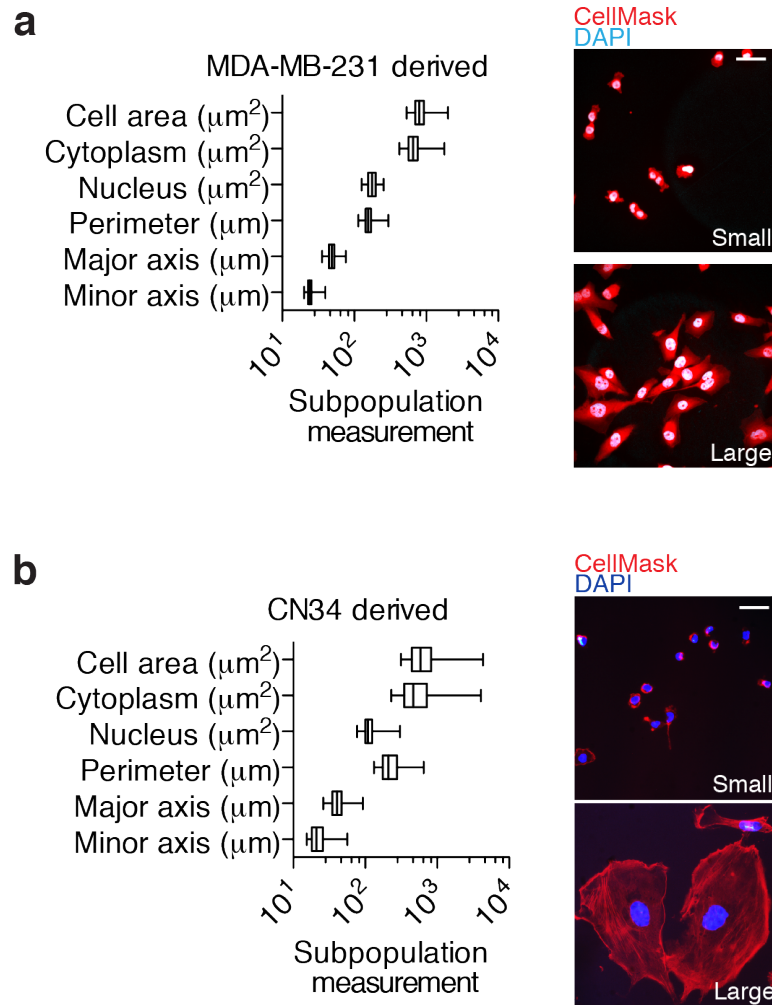 a
MDA-MB-231 derived
Cell area (μm²)
Cytoplasm (μm²)
Nucleus (μm²)
Perimeter (μm)
Major axis (μm)
Minor axis (μm)
10¹ 10² 10³ 10⁴
Subpopulation
measurement
CellMask
DAPI
Small
Large
b
CN34 derived
Cell area (μm²)
Cytoplasm (μm²)
Nucleus (μm²)
Perimeter (μm)
Major axis (μm)
Minor axis (μm)
10¹ 10² 10³ 10⁴
Subpopulation
measurement
CellMask
DAPI
Small
Large